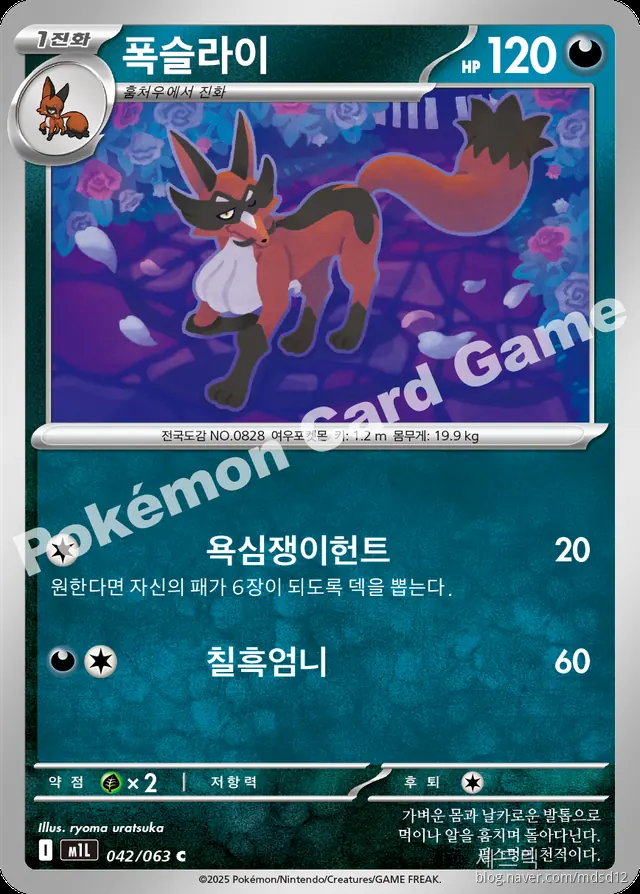 1진화
폭슬라이
HP 120
훔처우에서 진화
전국도감 NO.0828 여우포켓몬 키: 1.2 m 몸무게: 19.9 kg
Pokémon Card Game
욕심쟁이헌트 20
원한다면 자신의 패가 6장이 되도록 덱을 뽑는다.
칠흑엄니 60
약점 ×2 저항력 후퇴
Illus. ryoma uratsuka
I m1L 042/063 C
가벼운 몸과 날카로운 발톱으로
먹이나 알을 훔치며 돌아다닌다.
천적이다.
©2025 Pokémon/Nintendo/Creatures/GAME FREAK.
blog.naver.com/mdsd12